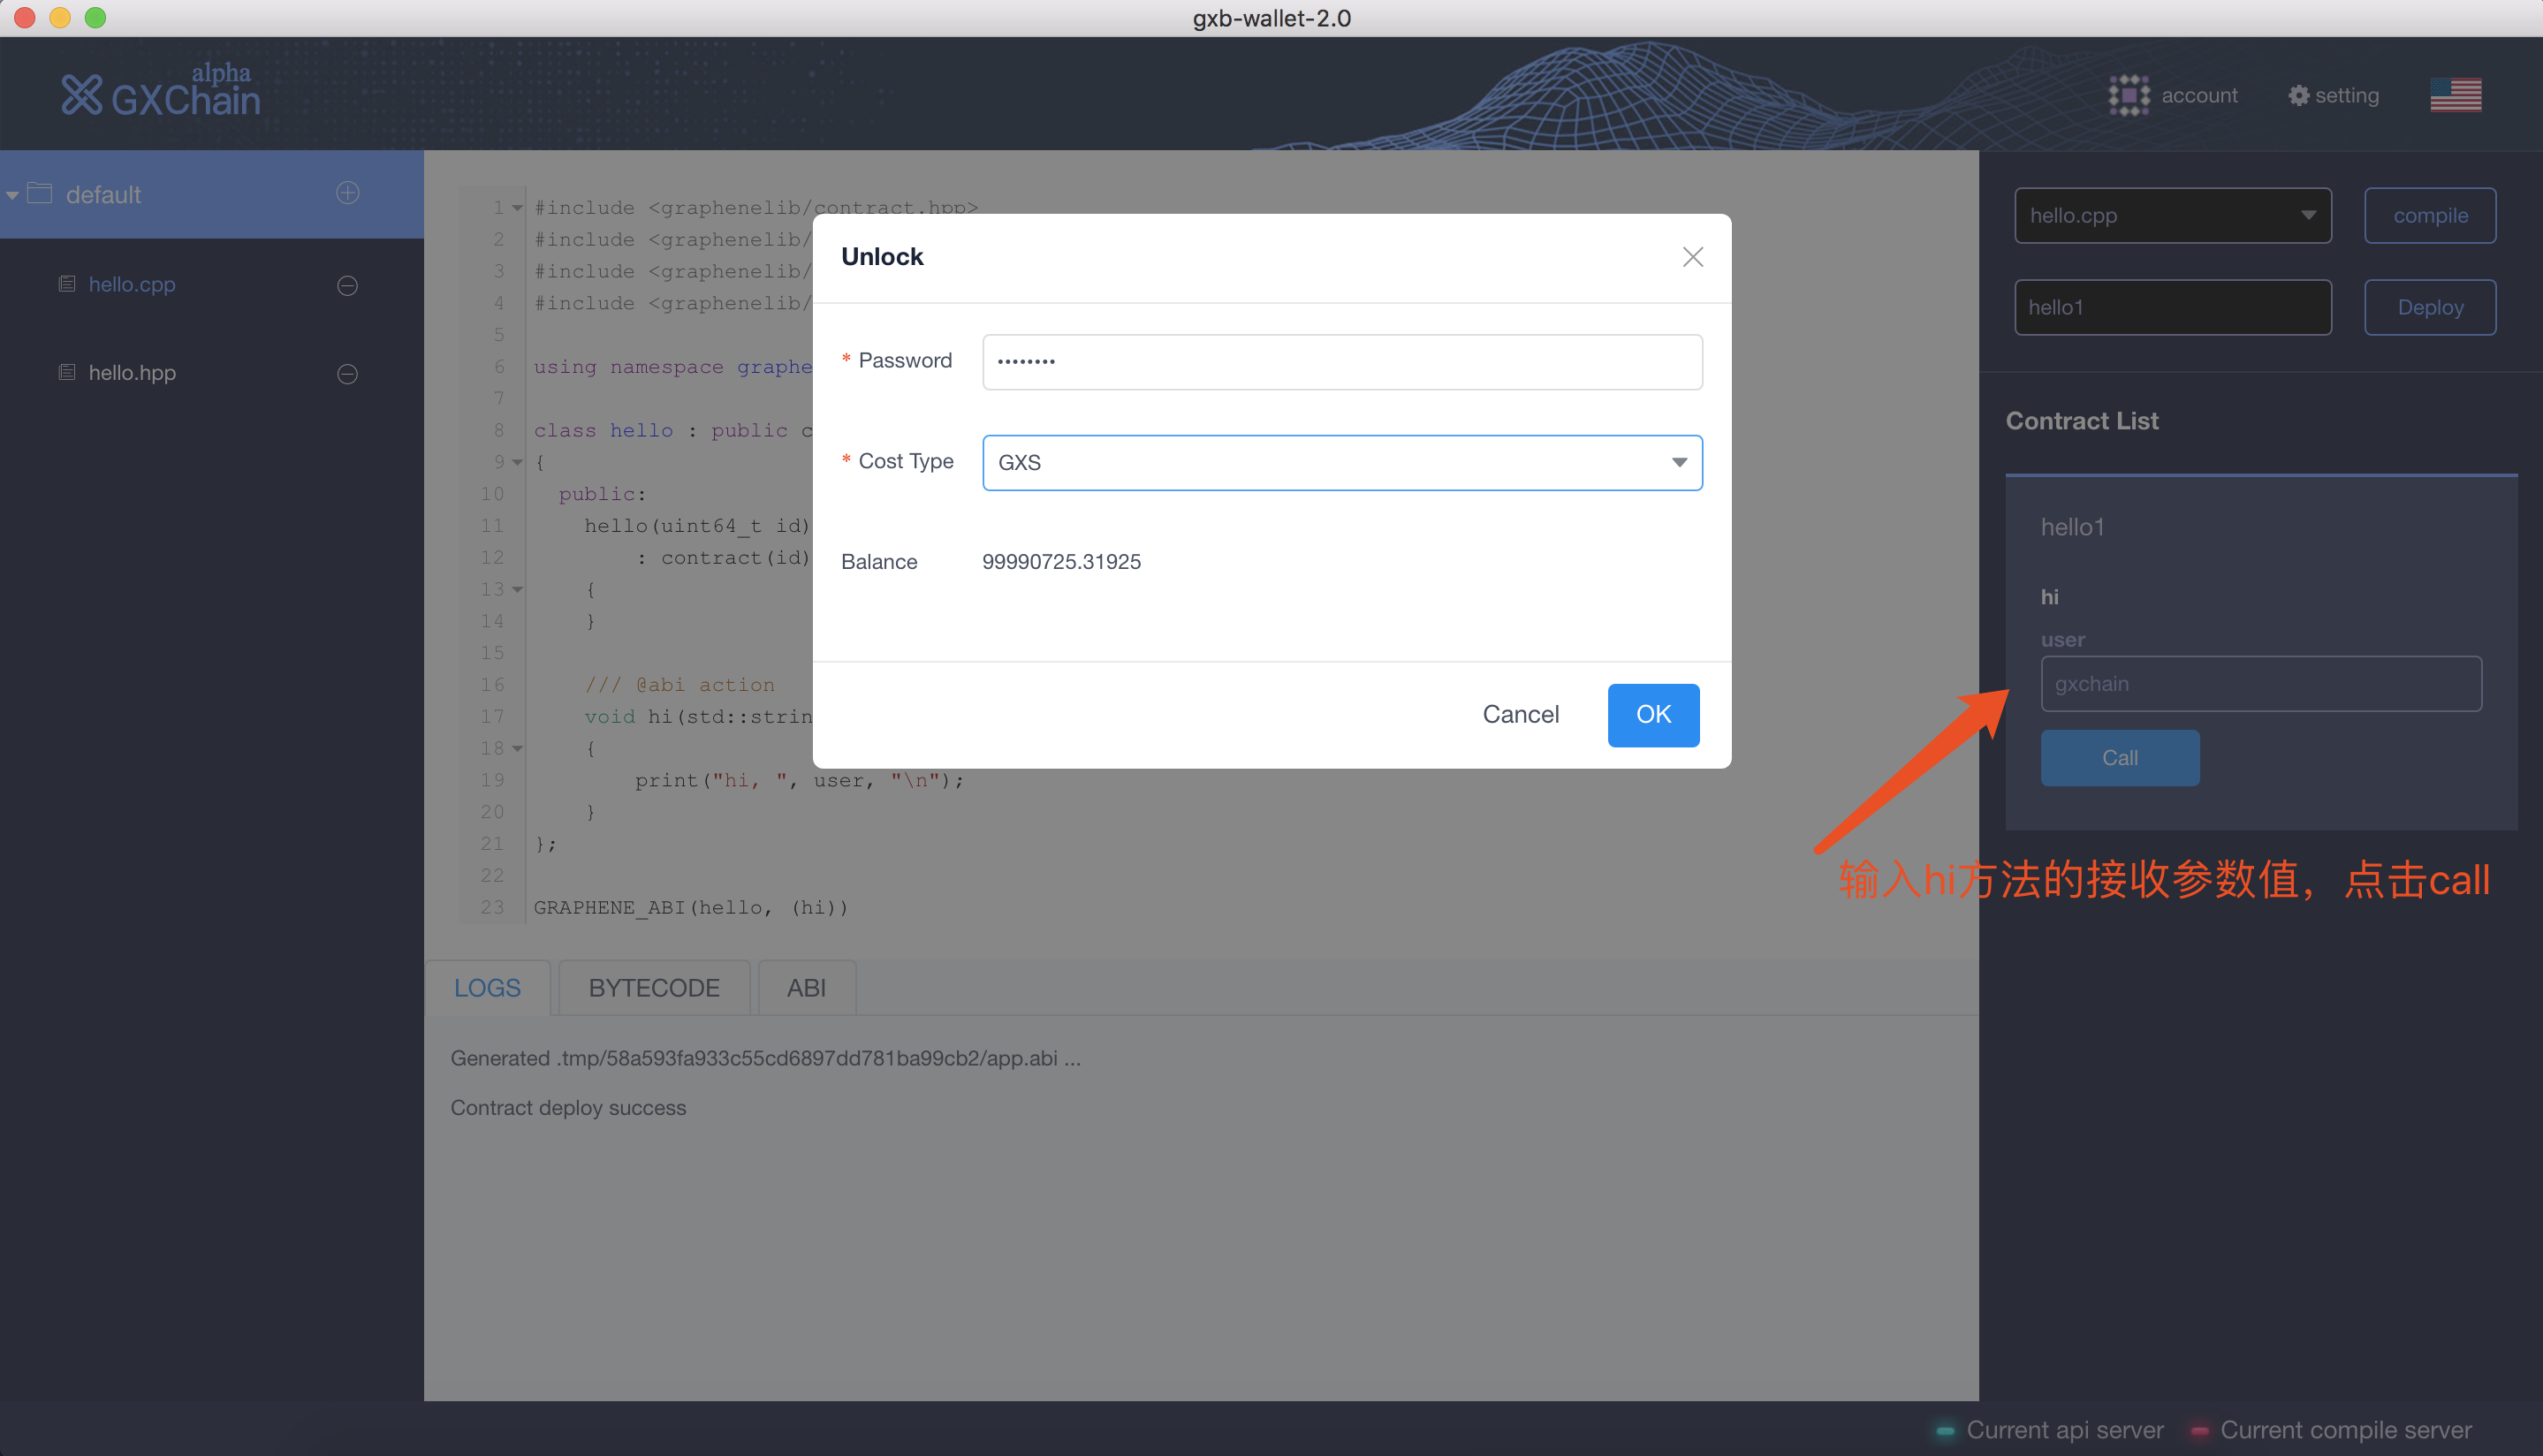 gxb-wallet-2.0
alpha
GXChain
account
setting
default
hello.cpp
hello.hpp
1 #include <graphenelib/contract.hpp>
2 #include <graphenelib/
3 #include <graphenelib/
4 #include <graphenelib/
5
6 using namespace graphe
7
8 class hello : public c
9 {
10 public:
11 hello(uint64_t id)
12 : contract(id)
13 {
14 }
15
16 /// @abi action
17 void hi(std::strin
18 {
19 print("hi, ", user, "\n");
20 }
21 };
22
23 GRAPHENE_ABI(hello, (hi))
Unlock
* Password ••••••••
* Cost Type GXS
Balance 99990725.31925
Cancel OK
LOGS BYTECODE ABI
Generated .tmp/58a593fa933c55cd6897dd781ba99cb2/app.abi ...
Contract deploy success
hello.cpp compile
hello1 Deploy
Contract List
hello1
hi
user
gxchain
Call
输入hi方法的接收参数值，点击call
Current api server Current compile server